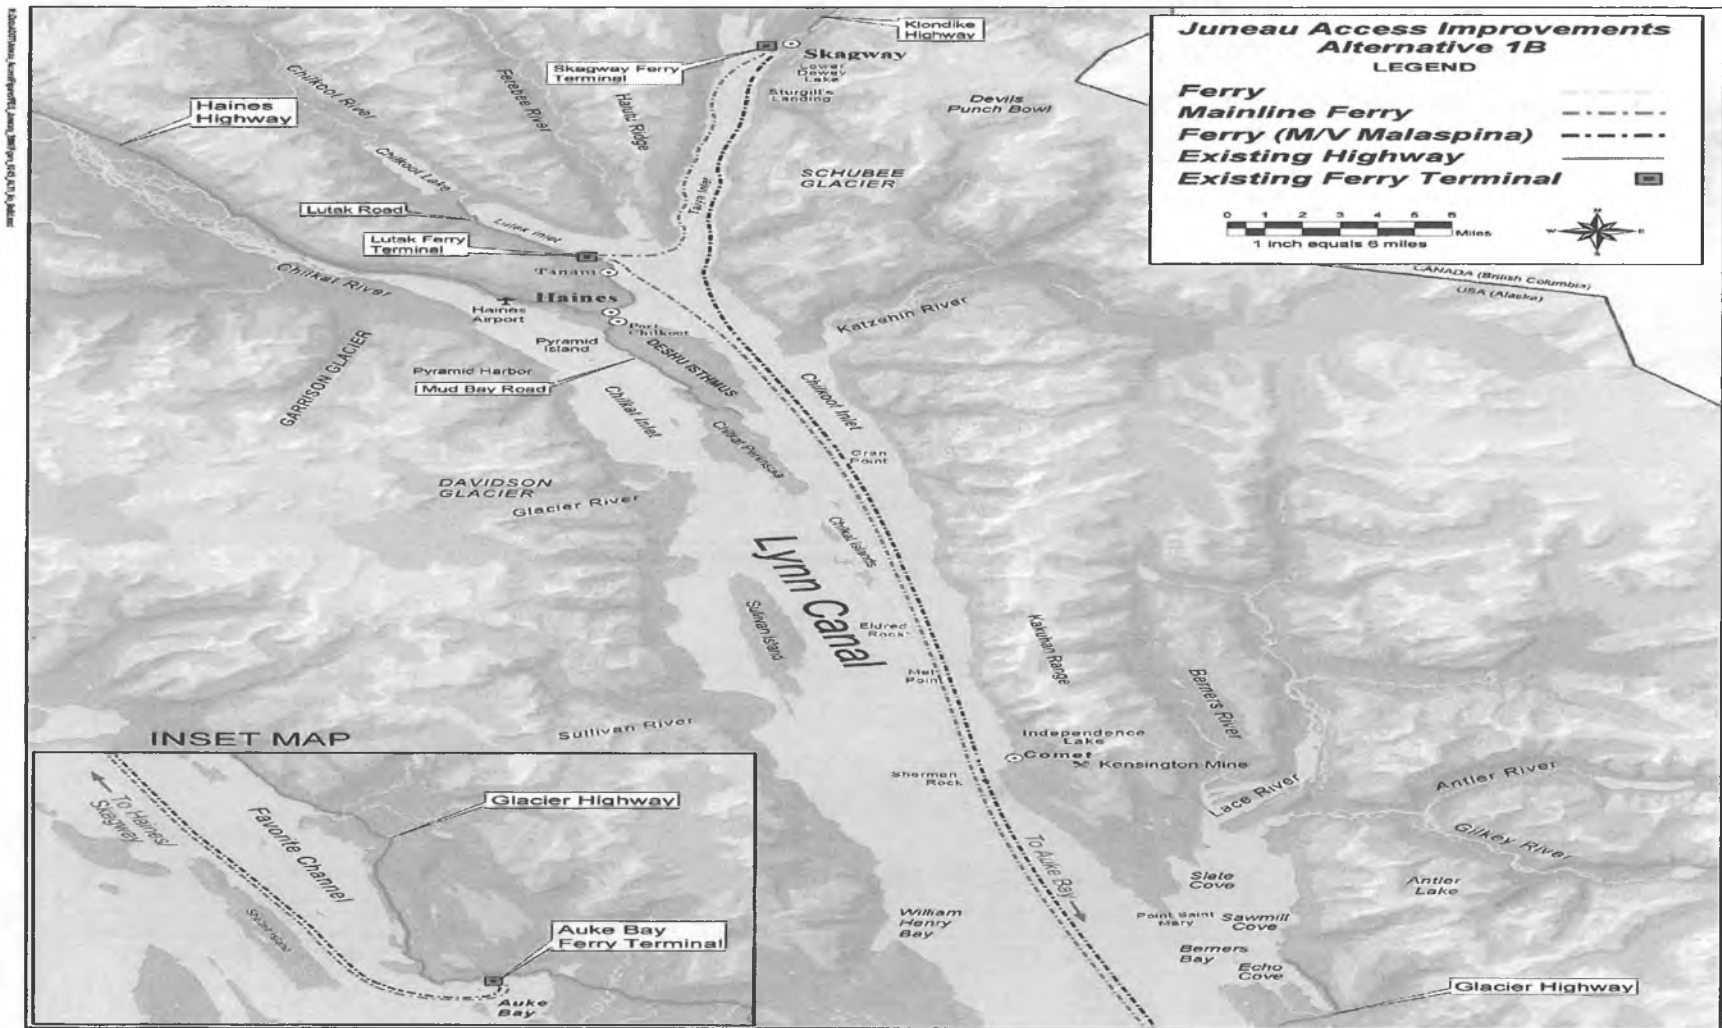 Juneau Access Improvements
Alternative 1B
LEGEND
Ferry
Mainline Ferry
Ferry (M/V Malaspina)
Existing Highway
Existing Ferry Terminal
0 1 2 3 4 5 6
Miles
1 inch equals 6 miles
N
W E
S
Klondike
Highway
Skagway Ferry
Terminal
Skagway
Lower
Dewey
Lake
Sturgill's
Landing
Devils
Punch Bowl
Haines
Highway
Chilkoot River
Ferebee River
Halutu Ridge
Chilkoot Lake
SCHUBEE
GLACIER
Taiya Inlet
Lutak Road
Lutak Inlet
Lutak Ferry
Terminal
Tanani
Chilkat River
Haines
Haines
Airport
Port
Chilkoot
Pyramid
Island
Katzehin River
CANADA (British Columbia)
USA (Alaska)
GARRISON GLACIER
Pyramid Harbor
Mud Bay Road
DESHU ISTHMUS
Chilkat Inlet
Chilkoot Inlet
Chilkat Peninsula
Gran
Point
DAVIDSON
GLACIER
Glacier River
Chilkat Islands
Lynn Canal
Sullivan Island
Eldred
Rock
Kakuhan Range
Met
Point
Berners River
Sullivan River
Independence
Lake
Comet
Kensington Mine
Sherman
Rock
Lace River
Antler River
Gilkey River
To Auke Bay
Slate
Cove
Antler
Lake
William
Henry
Bay
Point Saint
Mary
Sawmill
Cove
Berners
Bay
Echo
Cove
Glacier Highway
INSET MAP
To Haines/
Skagway
Favorite Channel
Glacier Highway
Shelter Island
Auke Bay
Ferry Terminal
Auke
Bay